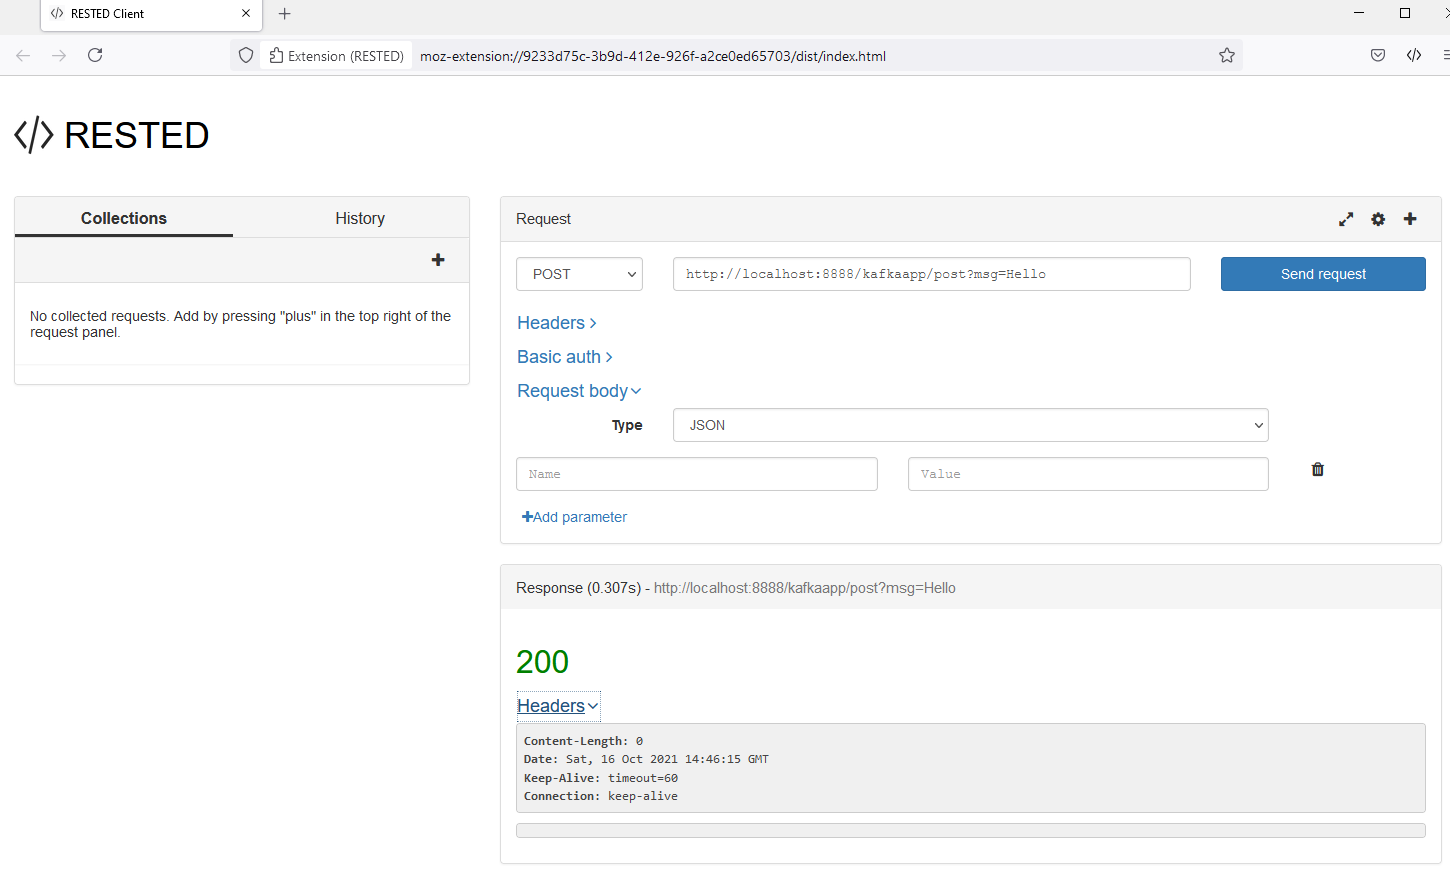 RESTED Client
Extension (RESTED)
moz-extension://9233d75c-3b9d-412e-926f-a2ce0ed65703/dist/index.html
</> RESTED
Collections
History
No collected requests. Add by pressing "plus" in the top right of the
request panel.
Request
POST
http://localhost:8888/kafkaapp/post?msg=Hello
Send request
Headers
Basic auth
Request body
Type
JSON
Name
Value
Add parameter
Response (0.307s) - http://localhost:8888/kafkaapp/post?msg=Hello
200
Headers
Content-Length: 0
Date: Sat, 16 Oct 2021 14:46:15 GMT
Keep-Alive: timeout=60
Connection: keep-alive